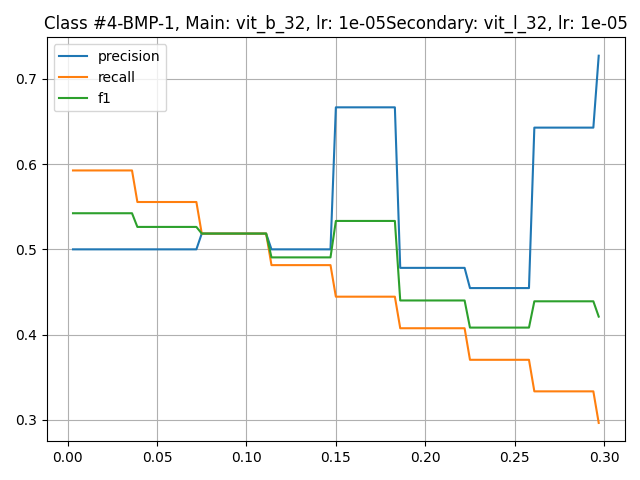 Class #4-BMP-1, Main: vit_b_32, lr: 1e-05Secondary: vit_l_32, lr: 1e-05
precision
recall
f1
0.7
0.6
0.5
0.4
0.3
0.00 0.05 0.10 0.15 0.20 0.25 0.30